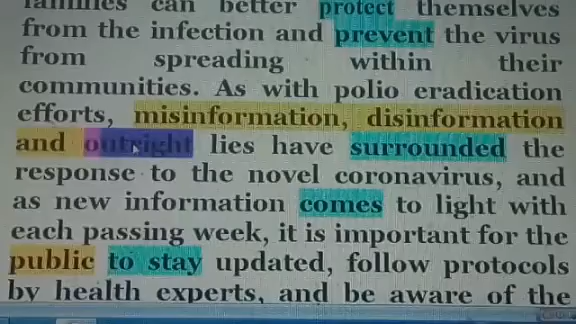 families can better protect themselves
from the infection and prevent the virus
from spreading within their
communities. As with polio eradication
efforts, misinformation, disinformation
and outright lies have surrounded the
response to the novel coronavirus, and
as new information comes to light with
each passing week, it is important for the
public to stay updated, follow protocols
by health experts, and be aware of the